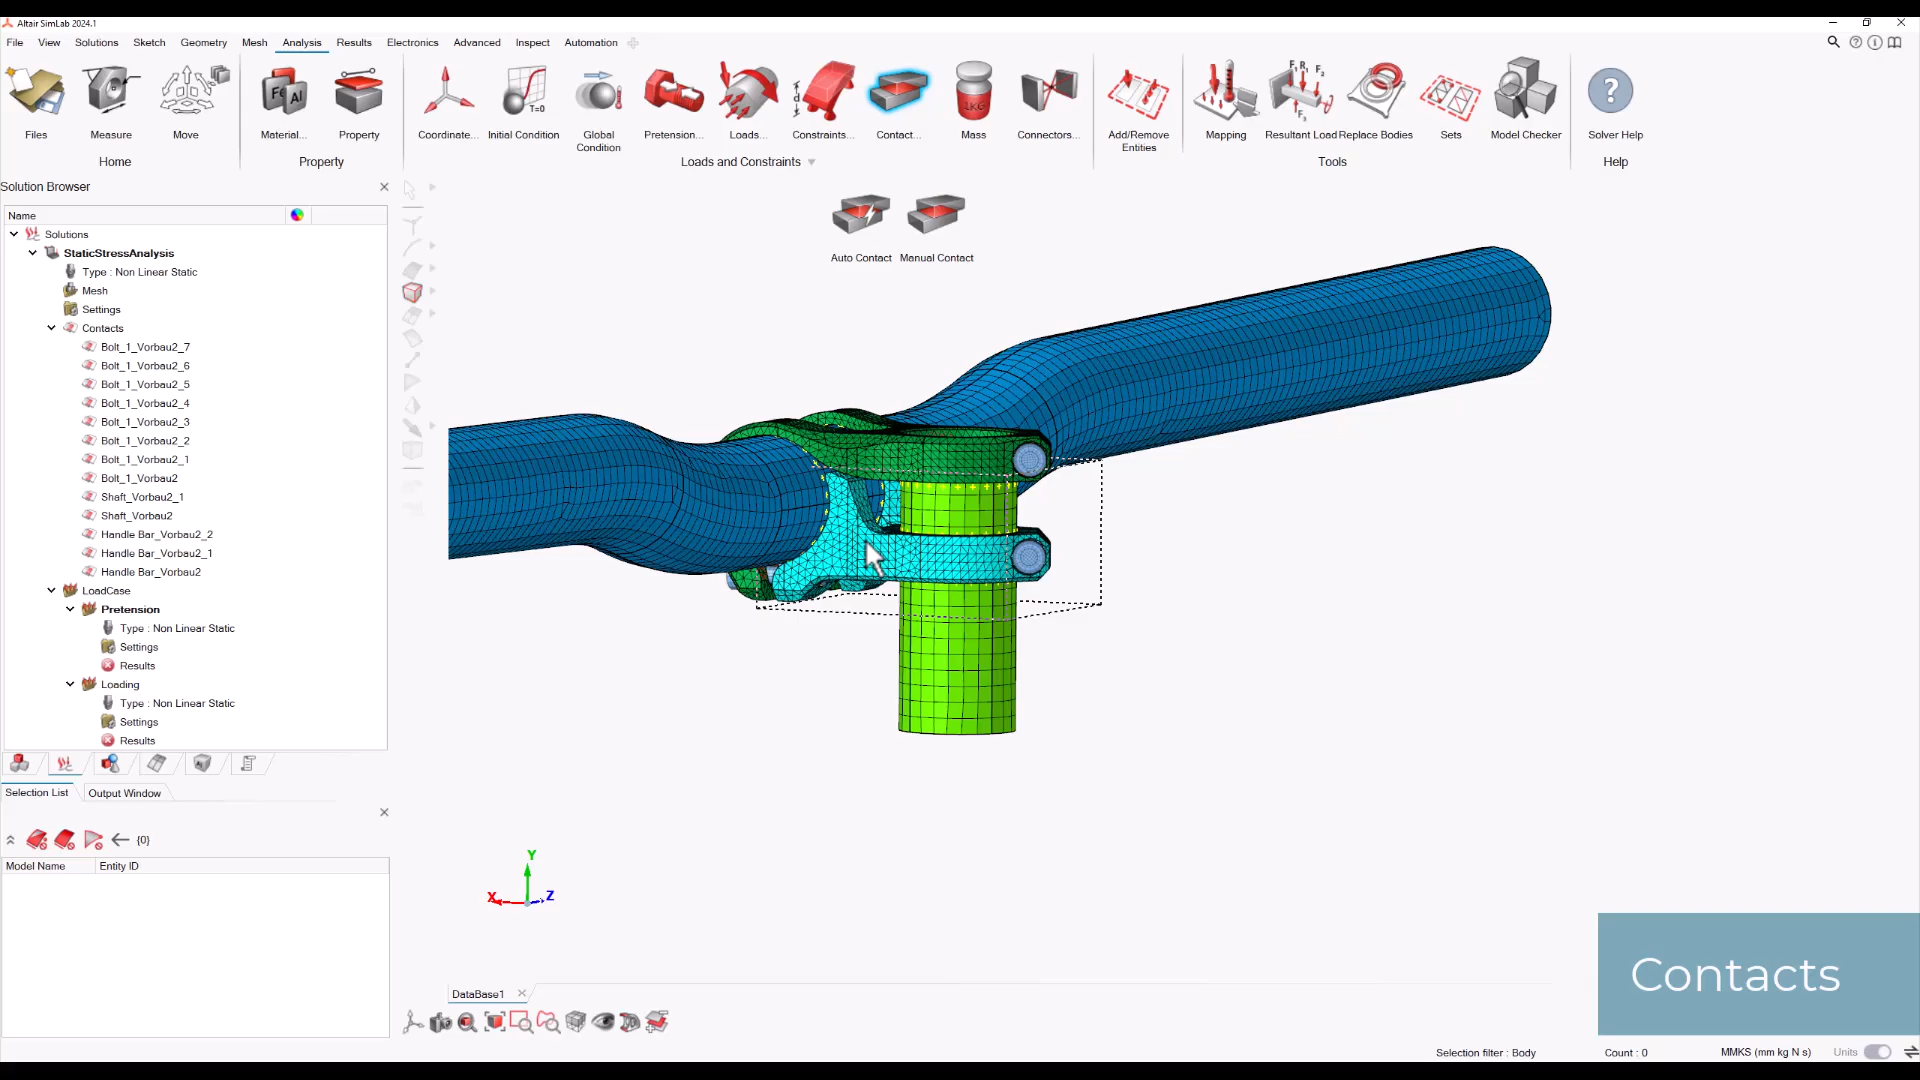 Altair SimLab 2024.1
File View Solutions Sketch Geometry Mesh Analysis Results Electronics Advanced Inspect Automation
Files Measure Move Material... Property Coordinate... Initial Condition Global Condition Pretension... Loads... Constraints... Contact... Mass Connectors... Add/Remove Entities Mapping Resultant Load Replace Bodies Sets Model Checker Solver Help
Home Property Loads and Constraints Tools Help
Solution Browser
Name
Solutions
StaticStressAnalysis
Type : Non Linear Static
Mesh
Settings
Contacts
Bolt_1_Vorbau2_7
Bolt_1_Vorbau2_6
Bolt_1_Vorbau2_5
Bolt_1_Vorbau2_4
Bolt_1_Vorbau2_3
Bolt_1_Vorbau2_2
Bolt_1_Vorbau2_1
Bolt_1_Vorbau2
Shaft_Vorbau2_1
Shaft_Vorbau2
Handle Bar_Vorbau2_2
Handle Bar_Vorbau2_1
Handle Bar_Vorbau2
LoadCase
Pretension
Type : Non Linear Static
Settings
Results
Loading
Type : Non Linear Static
Settings
Results
Selection List Output Window
{0}
Model Name Entity ID
Auto Contact Manual Contact
Y
X Z
DataBase1
Contacts
Selection filter : Body Count : 0 MMKS (mm kg N s) Units